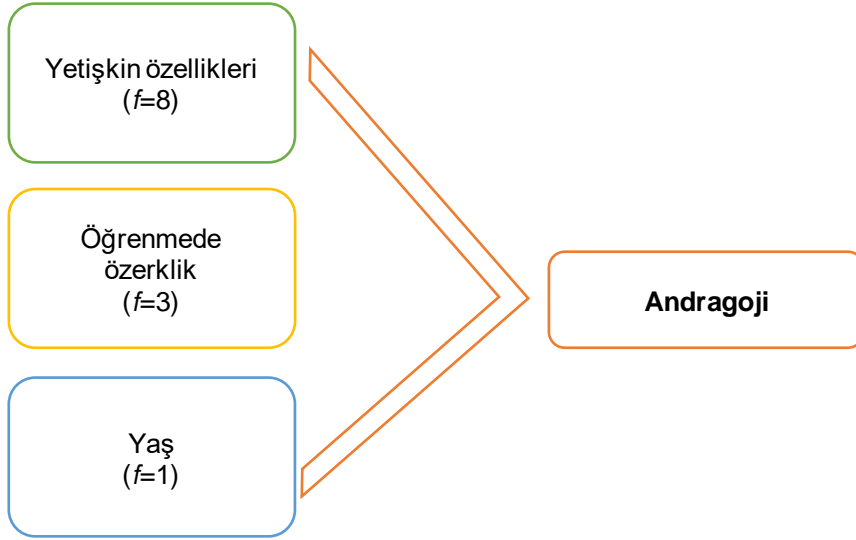 Yetişkin özellikleri
(f=8)
Öğrenmede
özerklik
(f=3)
Yaş
(f=1)
Andragoji